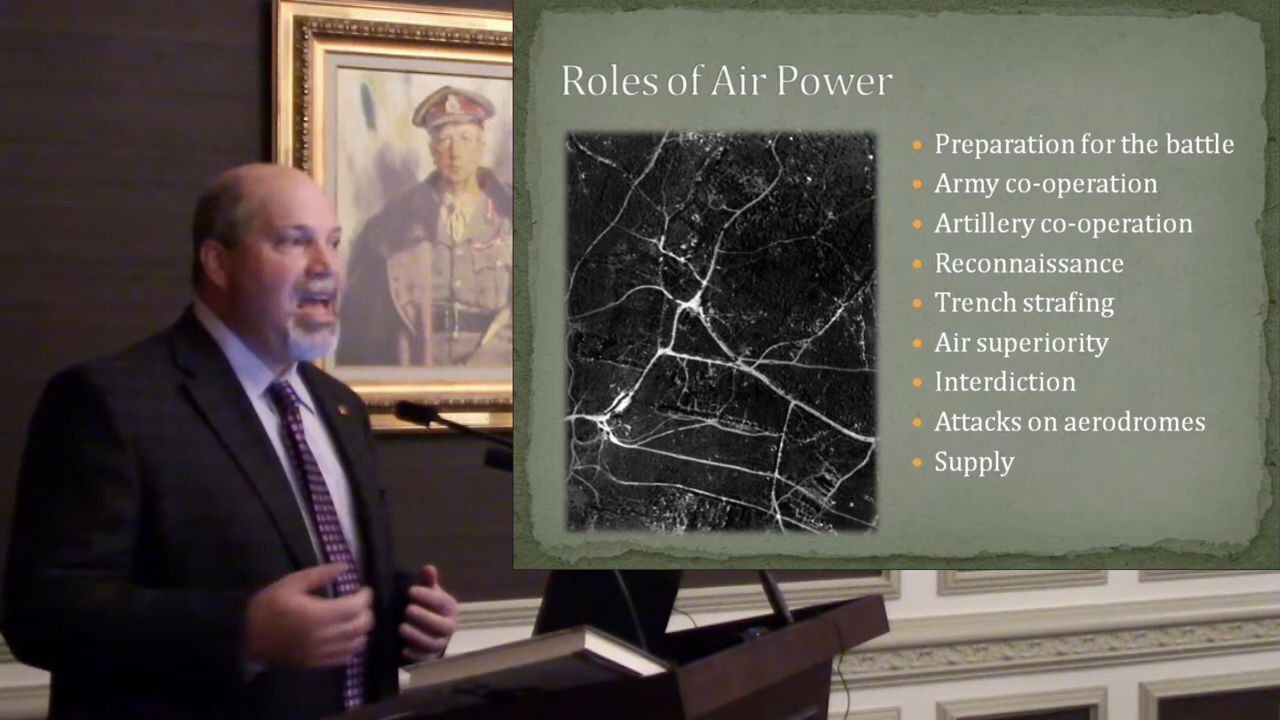 Roles of Air Power
Preparation for the battle
Army co-operation
Artillery co-operation
Reconnaissance
Trench strafing
Air superiority
Interdiction
Attacks on aerodromes
Supply